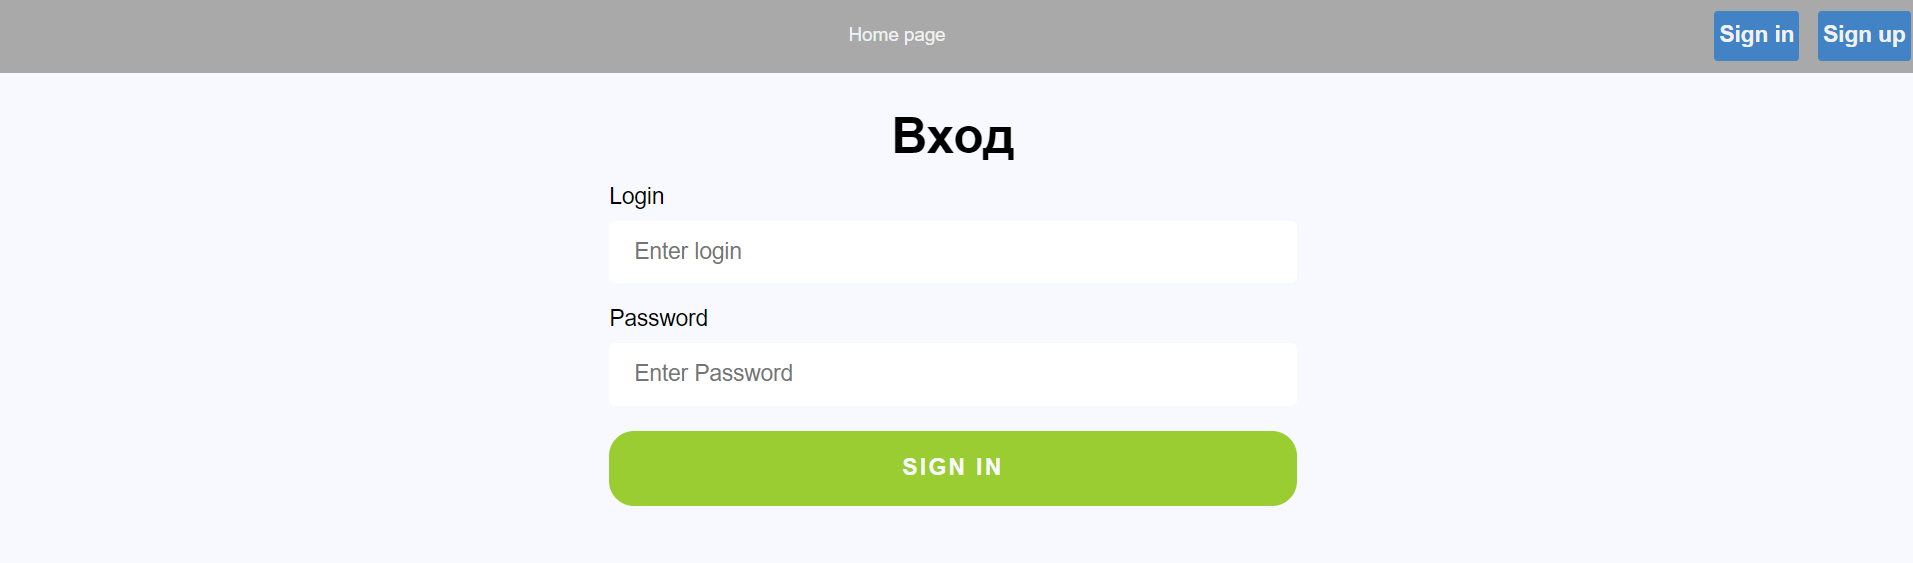 Home page
Sign in
Sign up
Вход
Login
Enter login
Password
Enter Password
SIGN IN